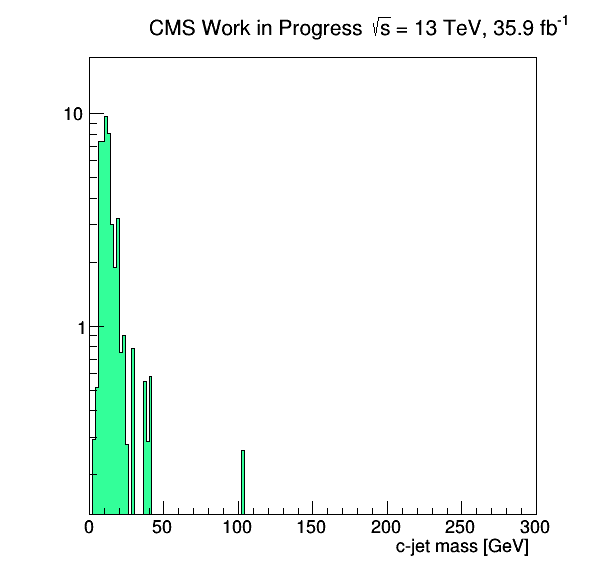 CMS Work in Progress √s = 13 TeV, 35.9 fb⁻¹
10
1
0 50 100 150 200 250 300
c-jet mass [GeV]